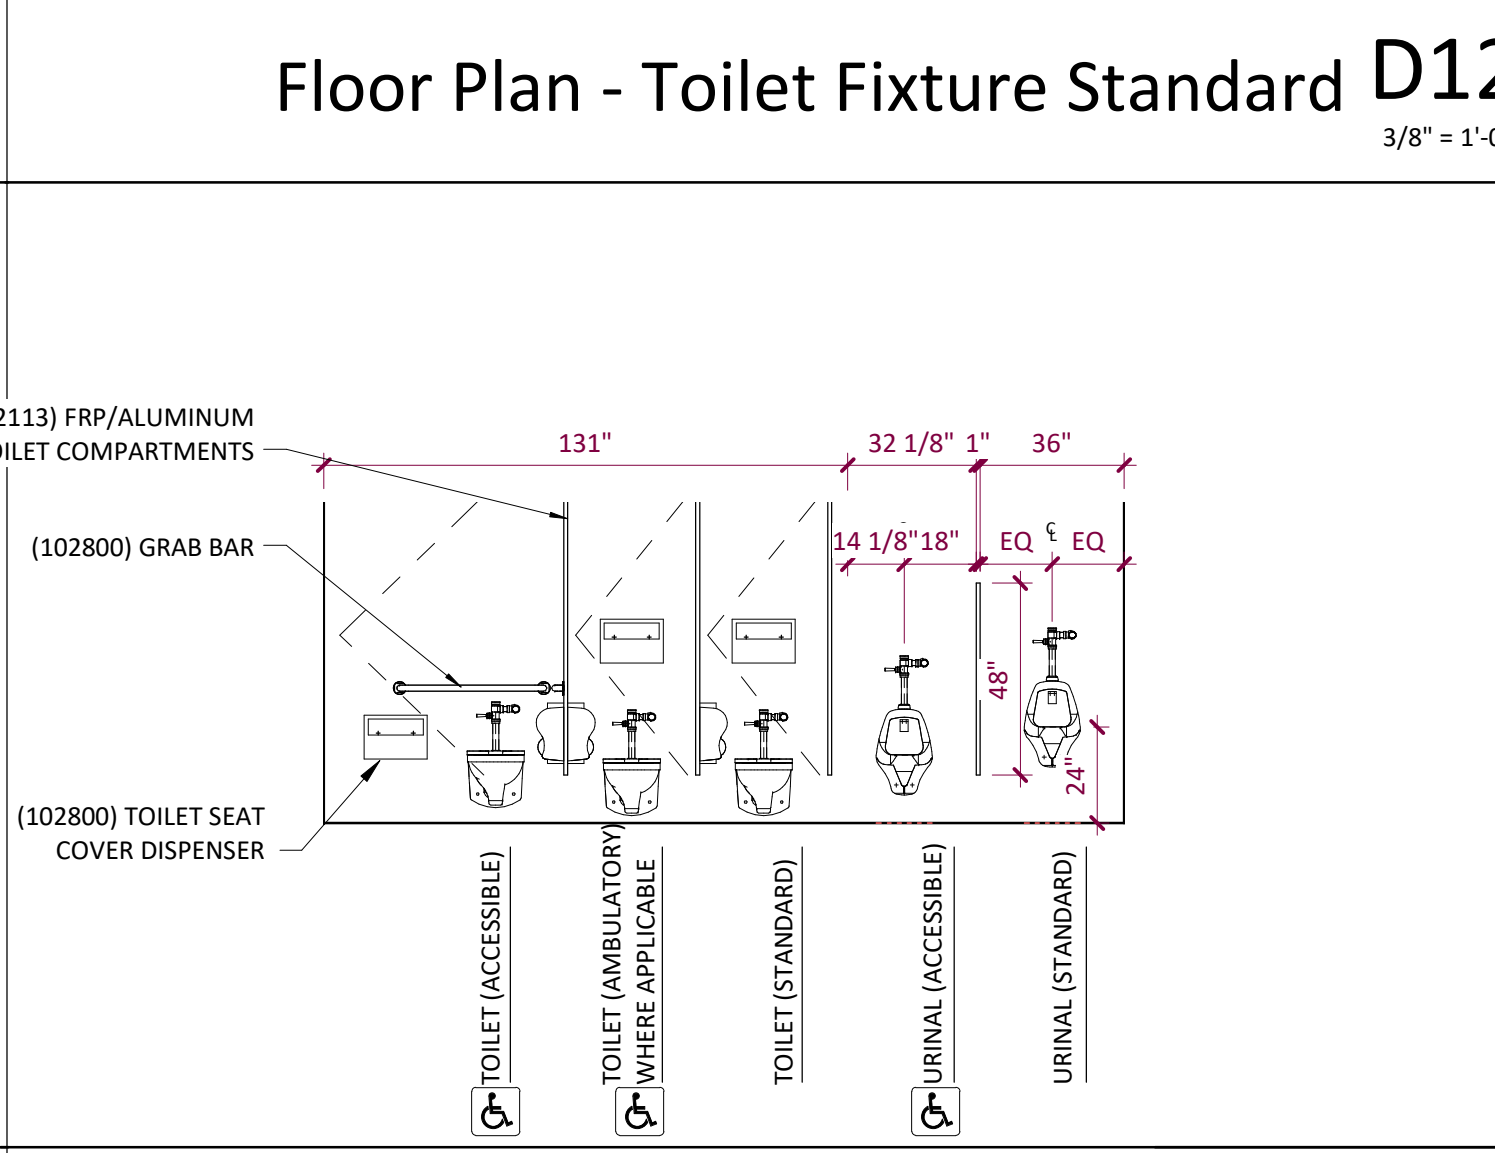 Floor Plan - Toilet Fixture Standard
D12
3/8" = 1'-0
2113) FRP/ALUMINUM
OILET COMPARTMENTS
(102800) GRAB BAR
(102800) TOILET SEAT
COVER DISPENSER
131"
32 1/8"
1"
36"
14 1/8"
18"
EQ
℄
EQ
48"
24"
TOILET (ACCESSIBLE)
TOILET (AMBULATORY)
WHERE APPLICABLE
TOILET (STANDARD)
URINAL (ACCESSIBLE)
URINAL (STANDARD)